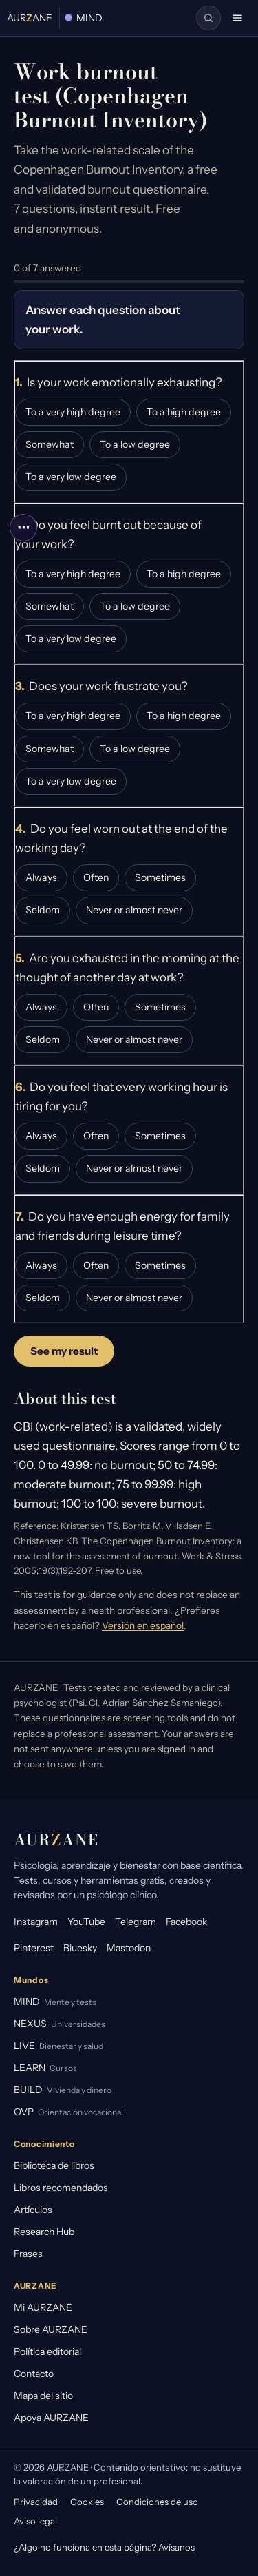 AURZANE MIND
Work burnout
test (Copenhagen
Burnout Inventory)
Take the work-related scale of the
Copenhagen Burnout Inventory, a free
and validated burnout questionnaire.
7 questions, instant result. Free
and anonymous.
0 of 7 answered
Answer each question about
your work.
1. Is your work emotionally exhausting?
To a very high degree To a high degree
Somewhat To a low degree
To a very low degree
you feel burnt out because of
your work?
To a very high degree To a high degree
Somewhat To a low degree
To a very low degree
3. Does your work frustrate you?
To a very high degree To a high degree
Somewhat To a low degree
To a very low degree
4. Do you feel worn out at the end of the
working day?
Always Often Sometimes
Seldom Never or almost never
5. Are you exhausted in the morning at the
thought of another day at work?
Always Often Sometimes
Seldom Never or almost never
6. Do you feel that every working hour is
tiring for you?
Always Often Sometimes
Seldom Never or almost never
7. Do you have enough energy for family
and friends during leisure time?
Always Often Sometimes
Seldom Never or almost never
See my result
About this test
CBI (work-related) is a validated, widely
used questionnaire. Scores range from 0 to
100. 0 to 49.99: no burnout; 50 to 74.99:
moderate burnout; 75 to 99.99: high
burnout; 100 to 100: severe burnout.
Reference: Kristensen TS, Borritz M, Villadsen E,
Christensen KB. The Copenhagen Burnout Inventory: a
new tool for the assessment of burnout. Work & Stress.
2005;19(3):192-207. Free to use.
This test is for guidance only and does not replace an
assessment by a health professional. ¿Prefieres
hacerlo en español? Versión en español.
AURZANE · Tests created and reviewed by a clinical
psychologist (Psi. Cl. Adrian Sánchez Samaniego).
These questionnaires are screening tools and do not
replace a professional assessment. Your answers are
not sent anywhere unless you are signed in and
choose to save them.
AURZANE
Psicología, aprendizaje y bienestar con base científica.
Tests, cursos y herramientas gratis, creados y
revisados por un psicólogo clínico.
Instagram YouTube Telegram Facebook
Pinterest Bluesky Mastodon
Mundos
MIND Mente y tests
NEXUS Universidades
LIVE Bienestar y salud
LEARN Cursos
BUILD Vivienda y dinero
OVP Orientación vocacional
Conocimiento
Biblioteca de libros
Libros recomendados
Artículos
Research Hub
Frases
AURZANE
Mi AURZANE
Sobre AURZANE
Política editorial
Contacto
Mapa del sitio
Apoya AURZANE
© 2026 AURZANE · Contenido orientativo: no sustituye
la valoración de un profesional.
Privacidad Cookies Condiciones de uso
Aviso legal
¿Algo no funciona en esta página? Avísanos